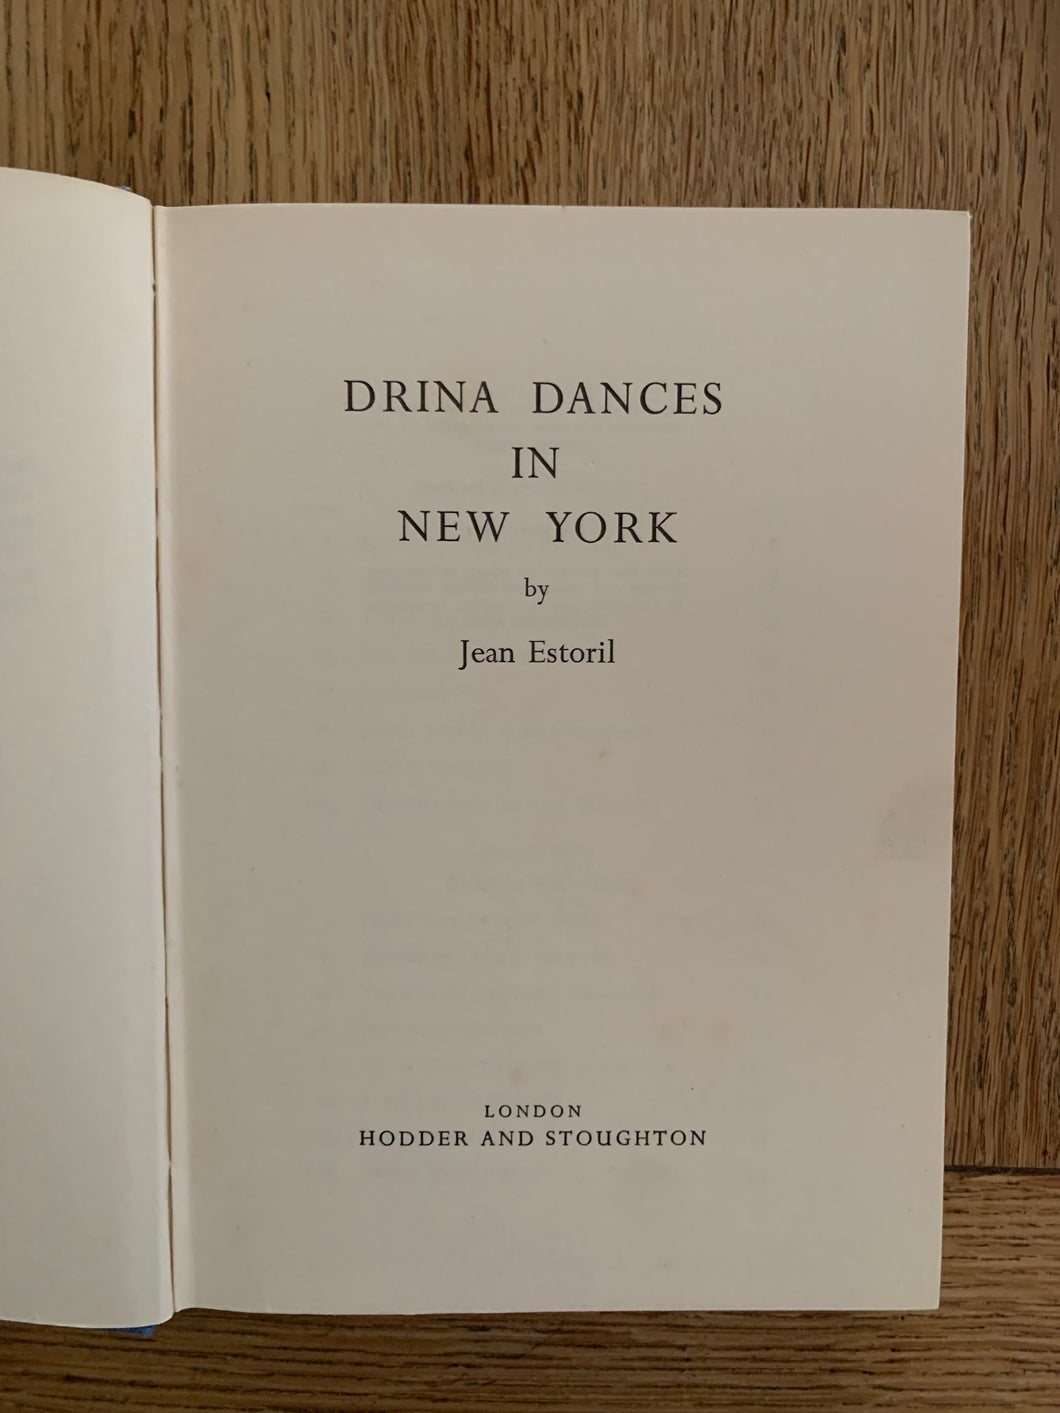 DRINA DANCES
IN
NEW YORK
by
Jean Estoril
LONDON
HODDER AND STOUGHTON